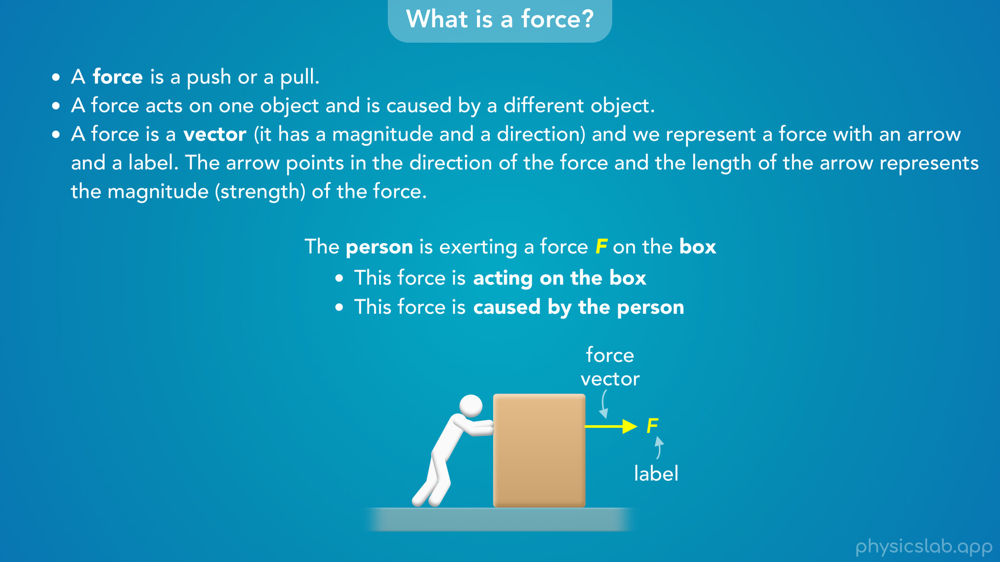 What is a force?
• A force is a push or a pull.
• A force acts on one object and is caused by a different object.
• A force is a vector (it has a magnitude and a direction) and we represent a force with an arrow
and a label. The arrow points in the direction of the force and the length of the arrow represents
the magnitude (strength) of the force.
The person is exerting a force F on the box
• This force is acting on the box
• This force is caused by the person
force
vector
F
label
physicslab.app